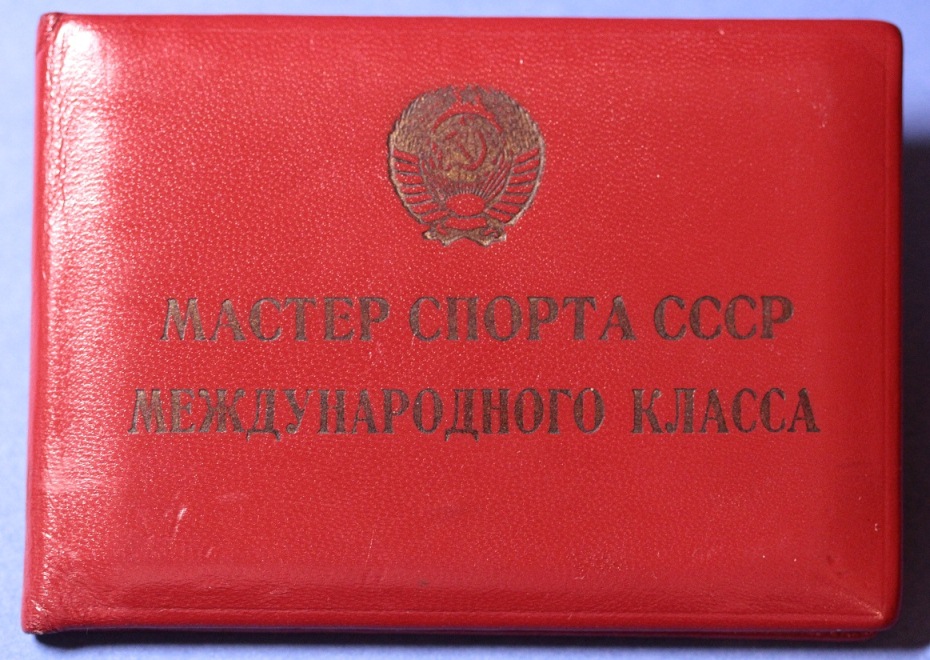 МАСТЕР СПОРТА СССР
МЕЖДУНАРОДНОГО КЛАССА